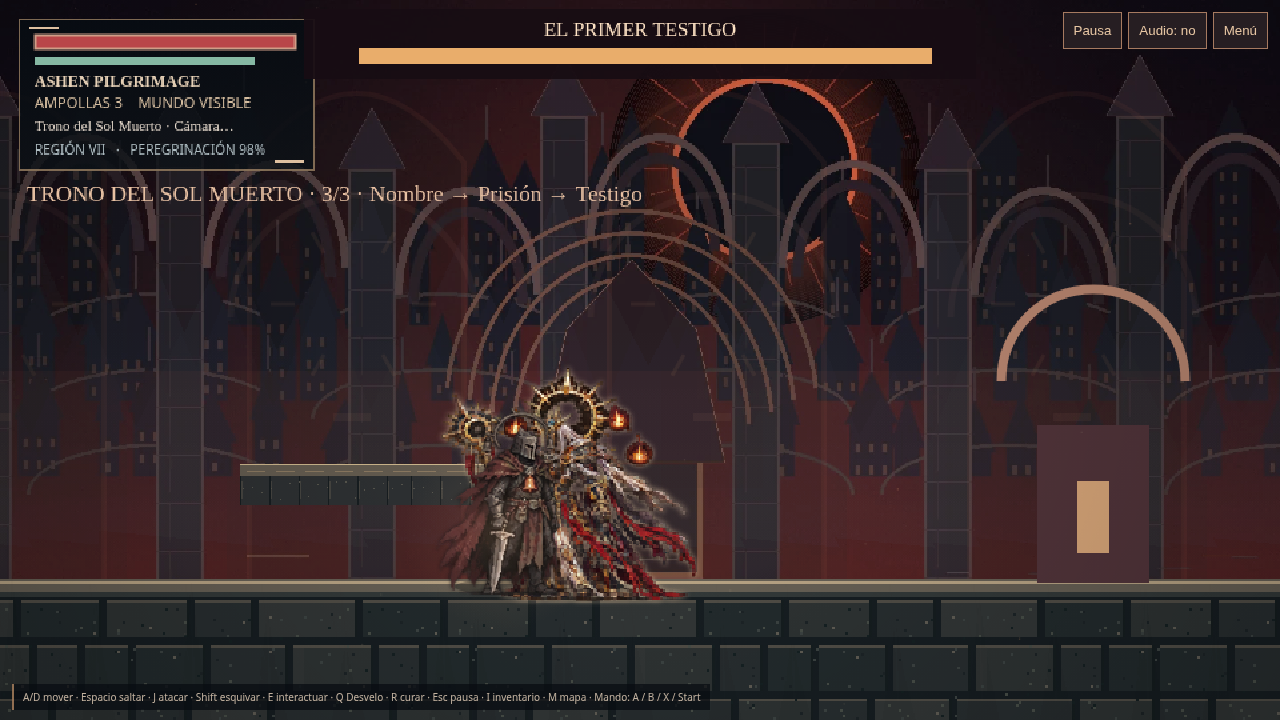 EL PRIMER TESTIGO
Pausa
Audio: no
Menú
ASHEN PILGRIMAGE
AMPOLLAS 3 MUNDO VISIBLE
Trono del Sol Muerto · Cámara…
REGIÓN VII · PEREGRINACIÓN 98%
TRONO DEL SOL MUERTO · 3/3 · Nombre → Prisión → Testigo
A/D mover · Espacio saltar · J atacar · Shift esquivar · E interactuar · Q Desvelo · R curar · Esc pausa · I inventario · M mapa · Mando: A / B / X / Start